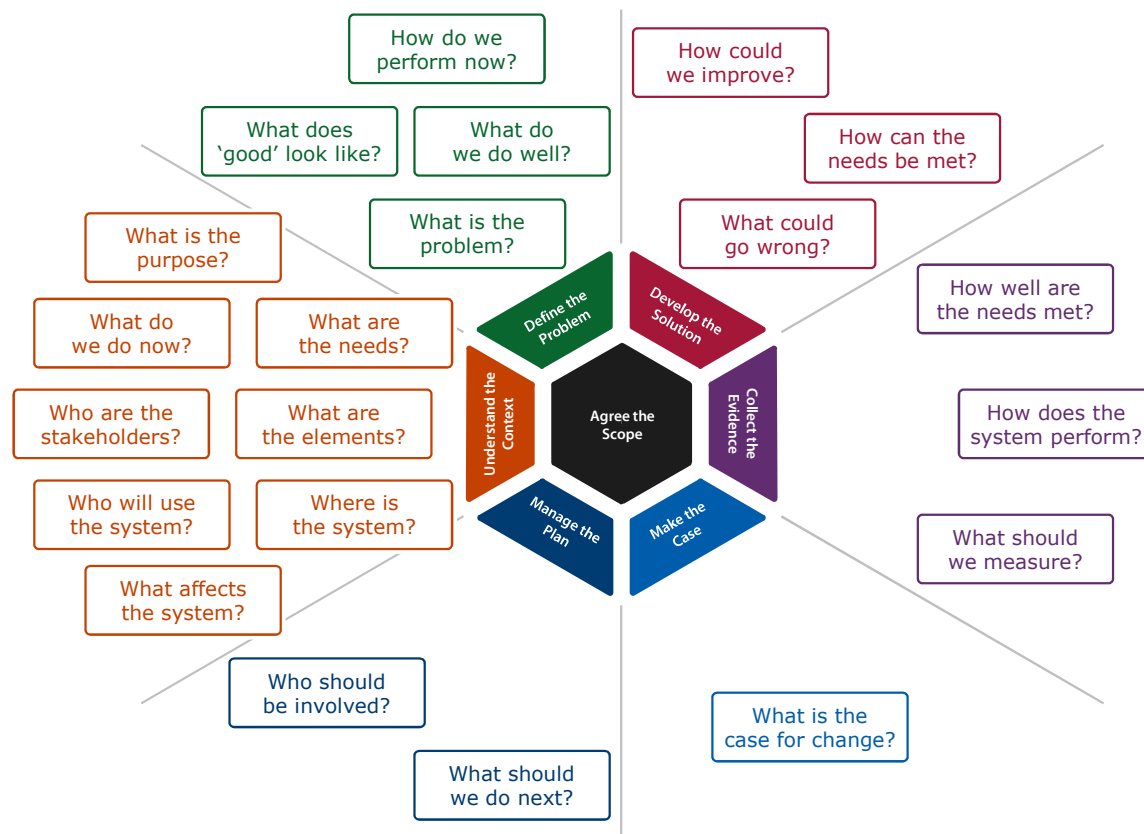 How do we
perform now?
How could
we improve?
What does
‘good’ look like?
What do
we do well?
How can the
needs be met?
What is the
problem?
What could
go wrong?
What is the
purpose?
How well are
the needs met?
What do
we do now?
What are
the needs?
Define the
Problem
Develop the
Solution
Who are the
stakeholders?
What are
the elements?
Understand the
Context
Agree the
Scope
Collect the
Evidence
How does the
system perform?
Who will use
the system?
Where is
the system?
Manage the
Plan
Make the
Case
What should
we measure?
What affects
the system?
Who should
be involved?
What is the
case for change?
What should
we do next?